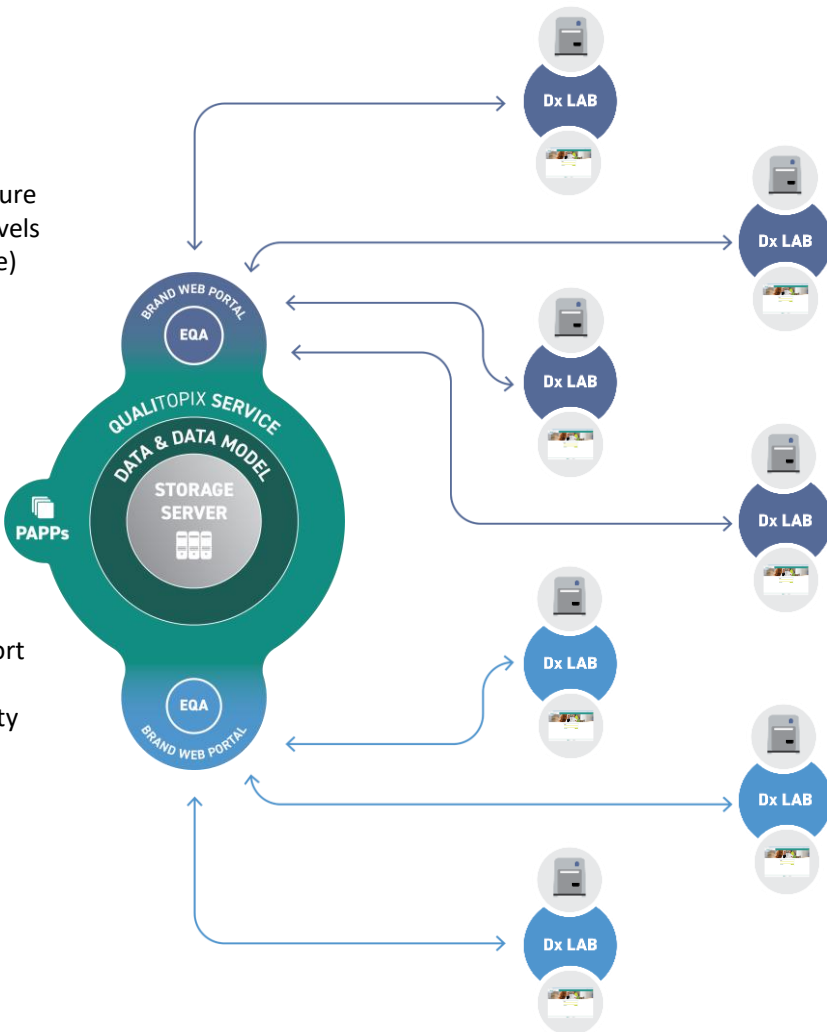 Dx LAB
ure
vels
e)
Dx LAB
BRAND WEB PORTAL
EQA
Dx LAB
QUALITOPIX SERVICE
DATA & DATA MODEL
STORAGE
SERVER
PAPPs
Dx LAB
ort
Dx LAB
ty
EQA
BRAND WEB PORTAL
Dx LAB
Dx LAB